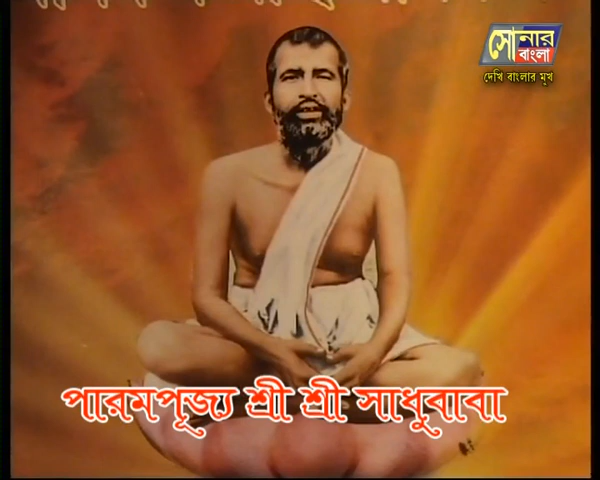 সোনার
বাংলা
দেখি বাংলার মুখ
পারমপূজ্য শ্রী শ্রী সাধুবাবা